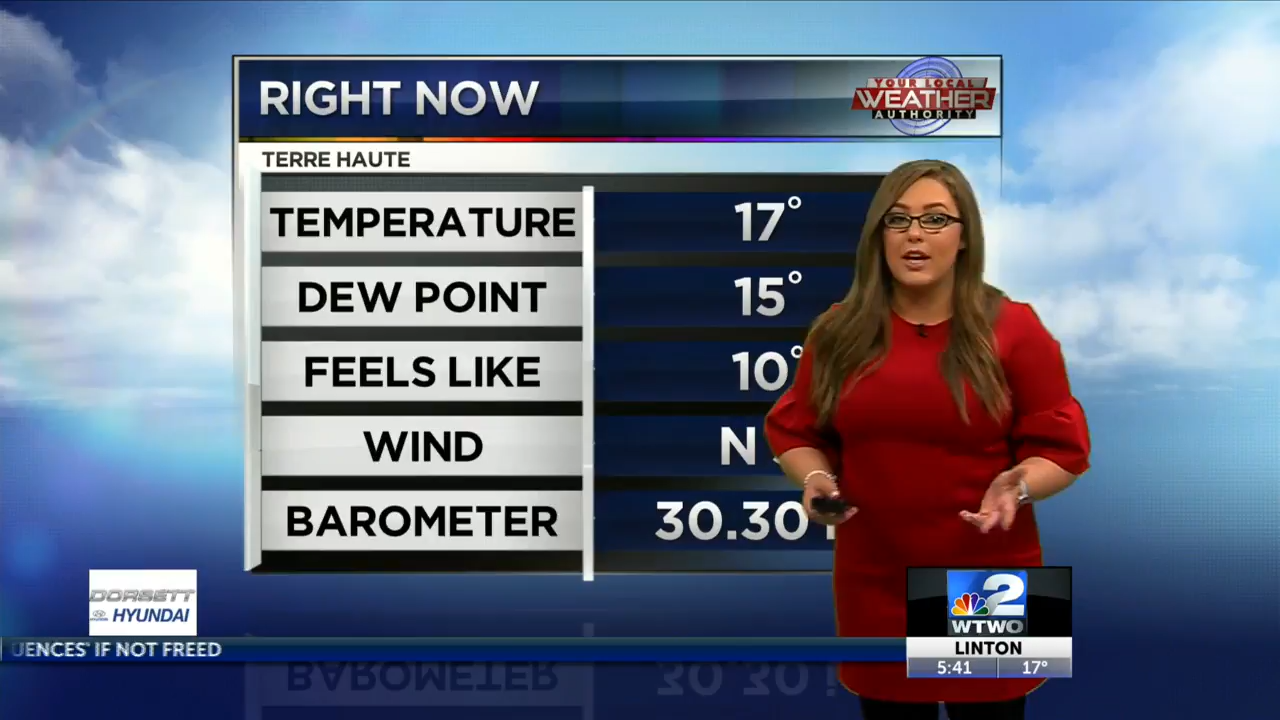 RIGHT NOW
YOUR LOCAL
WEATHER
AUTHORITY
TERRE HAUTE
TEMPERATURE 17°
DEW POINT 15°
FEELS LIKE 10°
WIND N
BAROMETER 30.30
DORSETT
HYUNDAI
2
WTWO
LINTON
5:41 17°
UENCES' IF NOT FREED